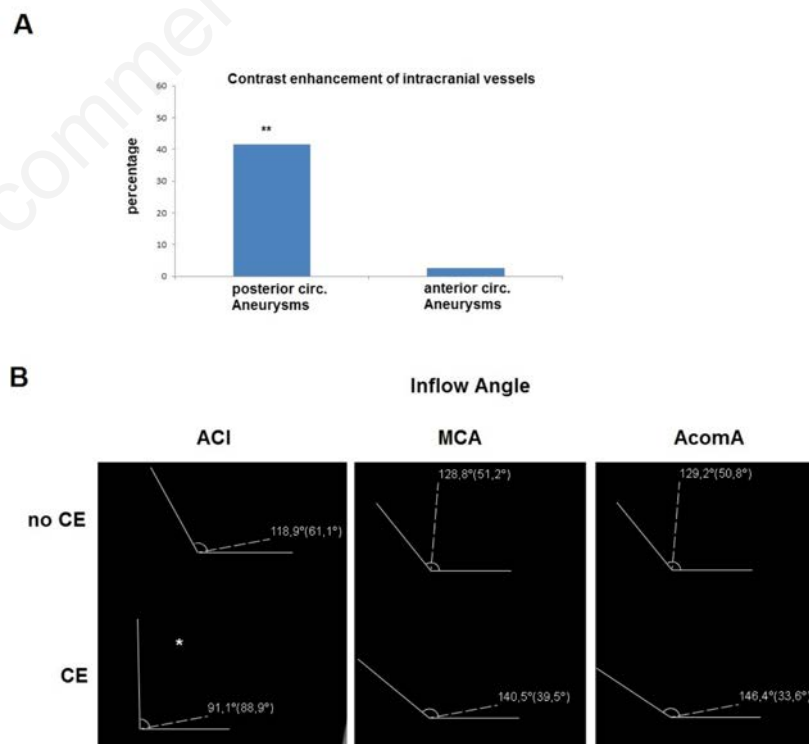 commer
A
Contrast enhancement of intracranial vessels
percentage
60
50
40
30
20
10
0
**
posterior circ.
Aneurysms
anterior circ.
Aneurysms
B
Inflow Angle
ACI
MCA
AcomA
no CE
118,9°(61,1°)
128,8°(51,2°)
129,2°(50,8°)
CE
*
91,1°(88,9°)
140,5°(39,5°)
146,4°(33,6°)